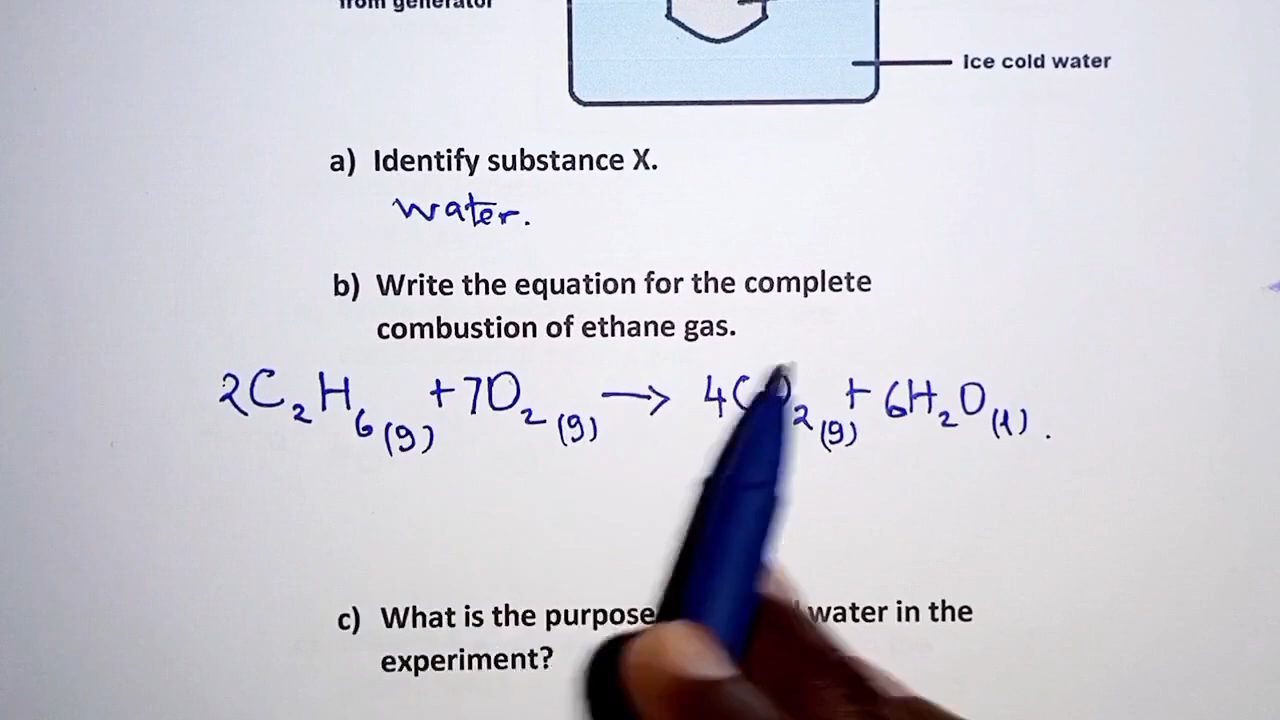 from generator
Ice cold water
a) Identify substance X.
water.
b) Write the equation for the complete
combustion of ethane gas.
2C₂H₆(g) + 7O₂(g) → 4CO₂(g) + 6H₂O(l).
c) What is the purpose water in the
experiment?